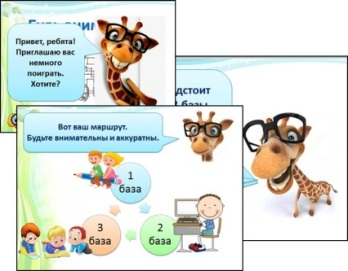 Привет, ребята!
Приглашаю вас
немного
поиграть.
Хотите?
Вот ваш маршрут.
Будьте внимательны и аккуратны.
1
база
3
база
2
база